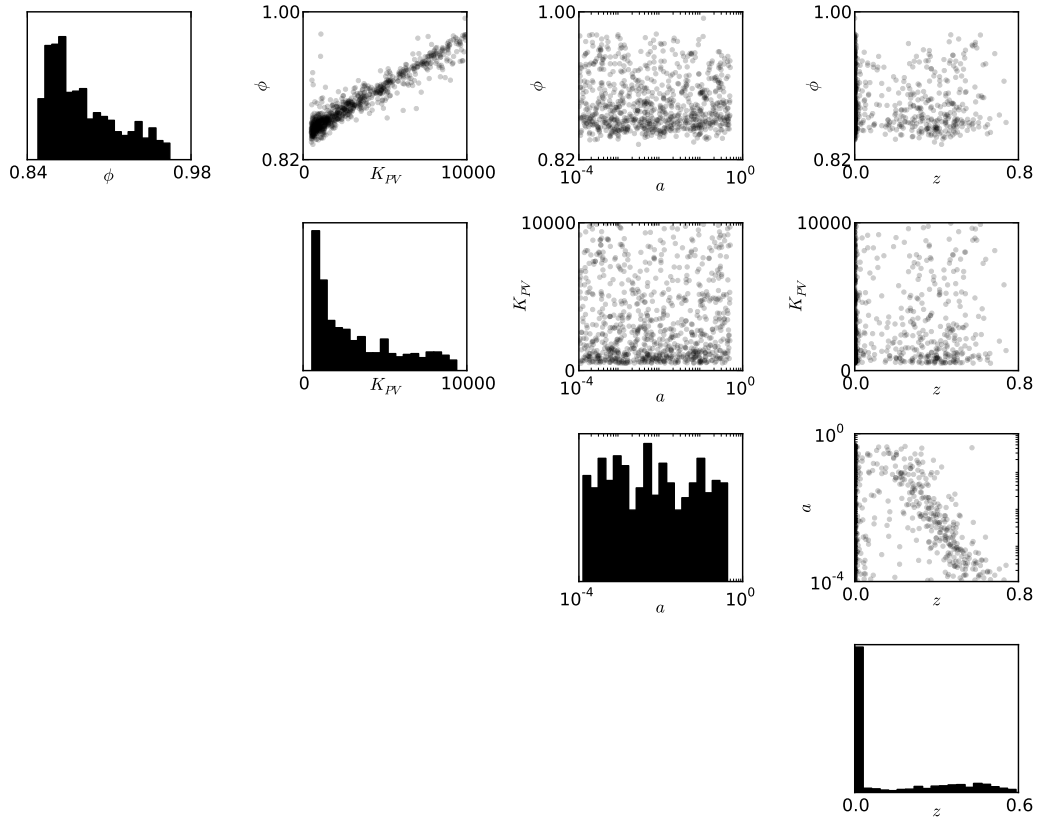 1.00 1.00 1.00
ϕ ϕ ϕ
0.82 0.82 0.82
0.84 ϕ 0.98 0 K_PV 10000 10^-4 a 10^0 0.0 z 0.8
10000 10000
K_PV K_PV
0 0
0 K_PV 10000 10^-4 a 10^0 0.0 z 0.8
10^0
a
10^-4
10^-4 a 10^0 0.0 z 0.8
0.0 z 0.6